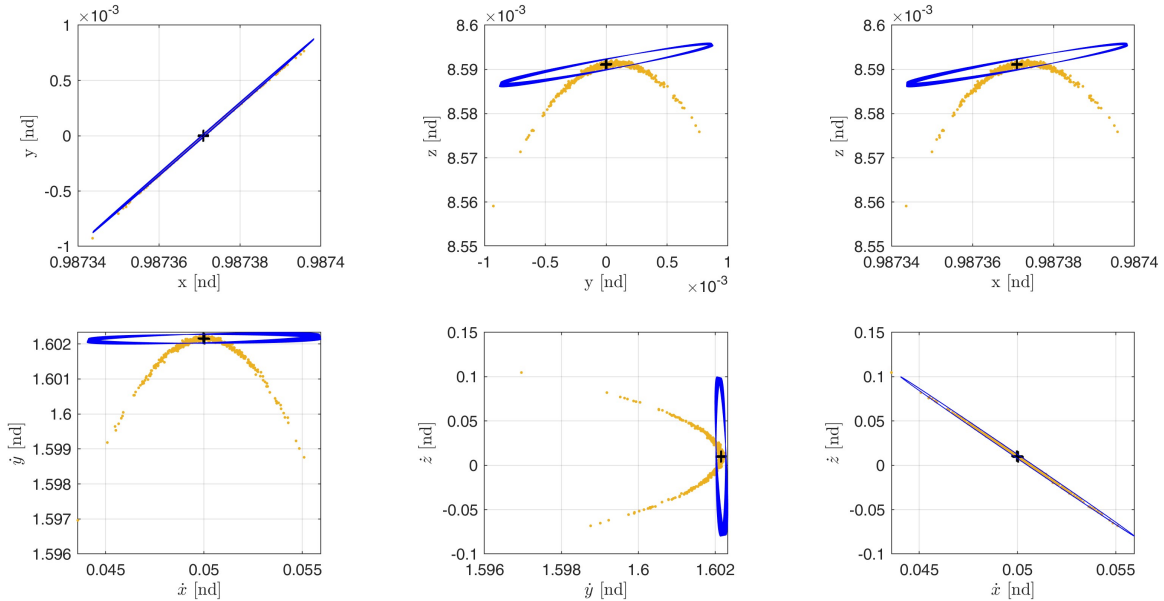 ×10⁻³
1
0.5
0
-0.5
-1
y [nd]
0.98734 0.98736 0.98738 0.9874
x [nd]
×10⁻³
8.6
8.59
8.58
8.57
8.56
8.55
z [nd]
-1 -0.5 0 0.5 1
y [nd] ×10⁻³
×10⁻³
8.6
8.59
8.58
8.57
8.56
8.55
z [nd]
0.98734 0.98736 0.98738 0.9874
x [nd]
1.602
1.601
1.6
1.599
1.598
1.597
1.596
ẏ [nd]
0.045 0.05 0.055
ẋ [nd]
0.15
0.1
0.05
0
-0.05
-0.1
ż [nd]
1.596 1.598 1.6 1.602
ẏ [nd]
0.15
0.1
0.05
0
-0.05
-0.1
ż [nd]
0.045 0.05 0.055
ẋ [nd]